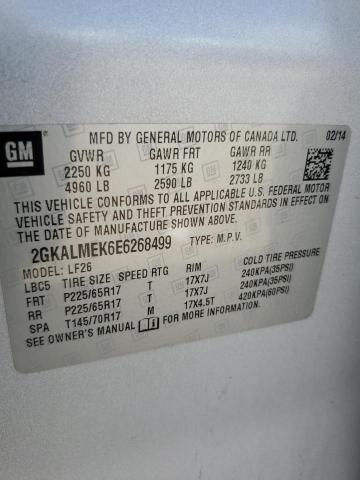 GM
MFD BY GENERAL MOTORS OF CANADA LTD. 02/14
GVWR GAWR FRT GAWR RR
2250 KG 1175 KG 1240 KG
4960 LB 2590 LB 2733 LB
THIS VEHICLE CONFORMS TO ALL APPLICABLE U.S. FEDERAL MOTOR
VEHICLE SAFETY AND THEFT PREVENTION STANDARDS IN
EFFECT ON THE DATE OF MANUFACTURE SHOWN ABOVE.
2GKALMEK6E6268499 TYPE: M.P.V.
MODEL: LF26
LBC5 TIRE SIZE SPEED RTG RIM COLD TIRE PRESSURE
FRT P225/65R17 T 17X7J 240KPA(35PSI)
RR P225/65R17 T 17X7J 240KPA(35PSI)
SPA T145/70R17 M 17X4.5T 420KPA(60PSI)
SEE OWNER'S MANUAL